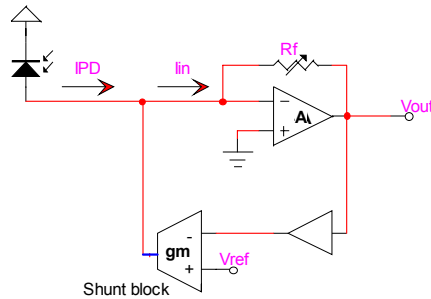 Rf
IPD
Iin
-
+
A
Vout
-
gm
+
Vref
Shunt block